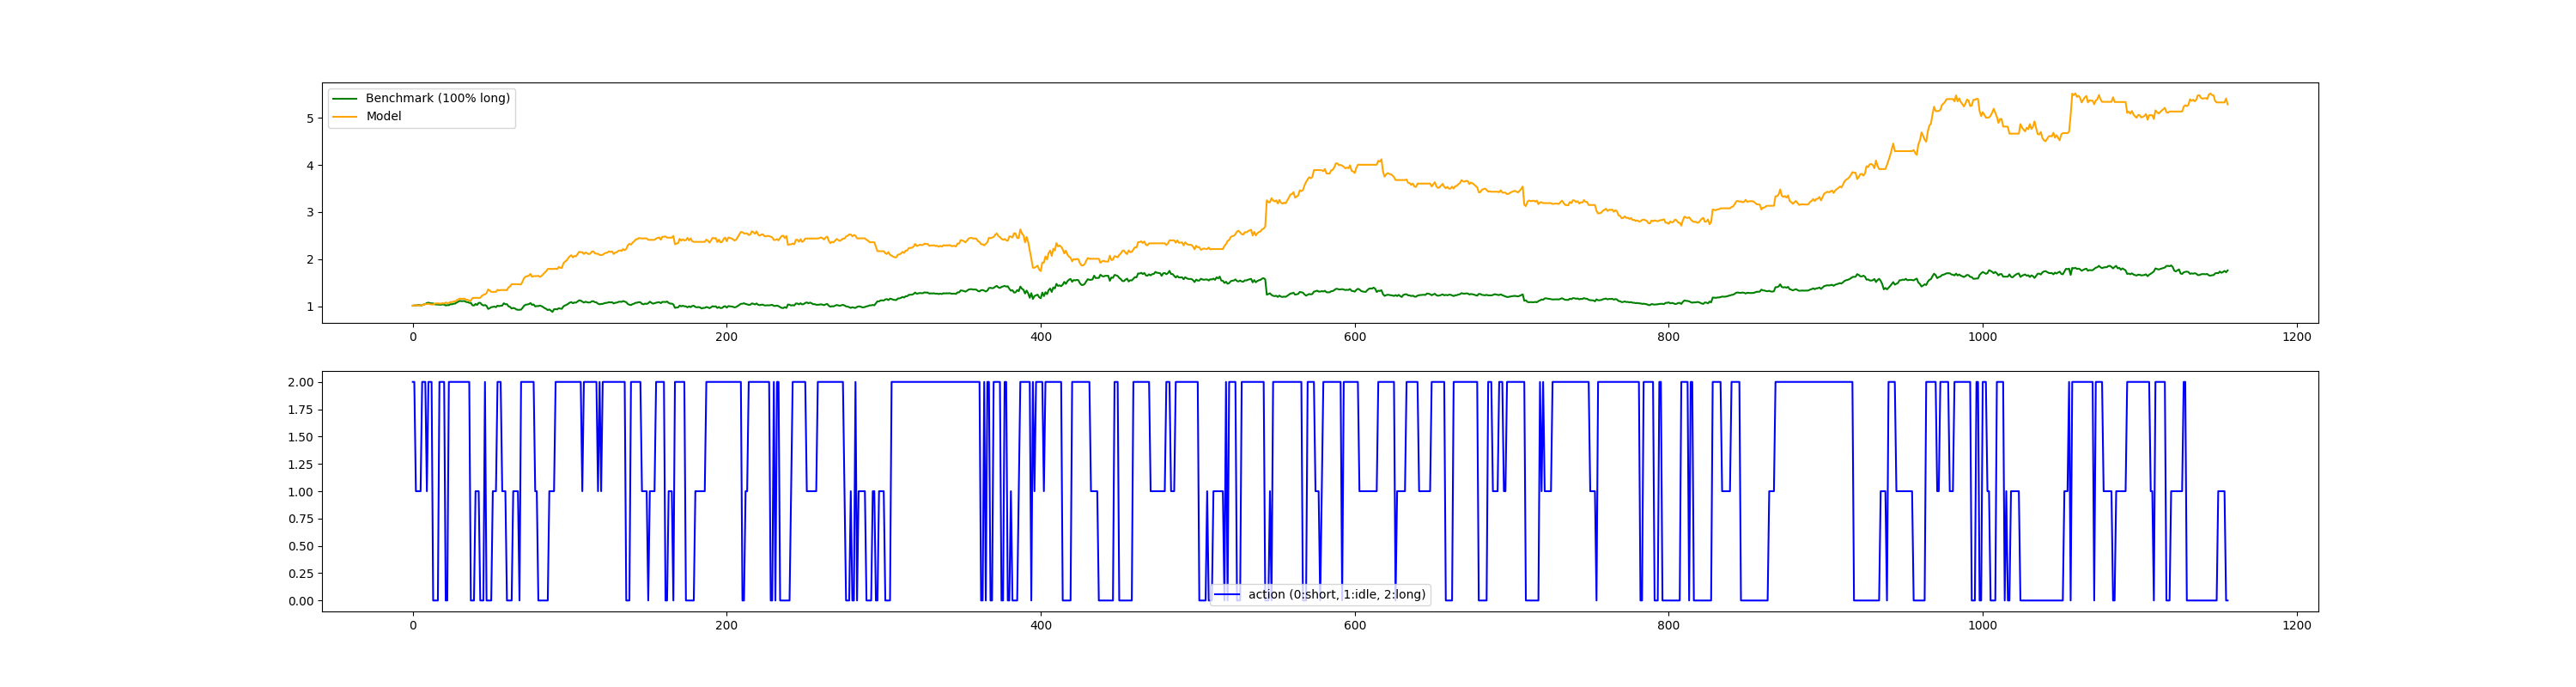 Benchmark (100% long)
Model
5
4
3
2
1
0 200 400 600 800 1000 1200
2.00
1.75
1.50
1.25
1.00
0.75
0.50
0.25
0.00
action (0:short, 1:idle, 2:long)
0 200 400 600 800 1000 1200